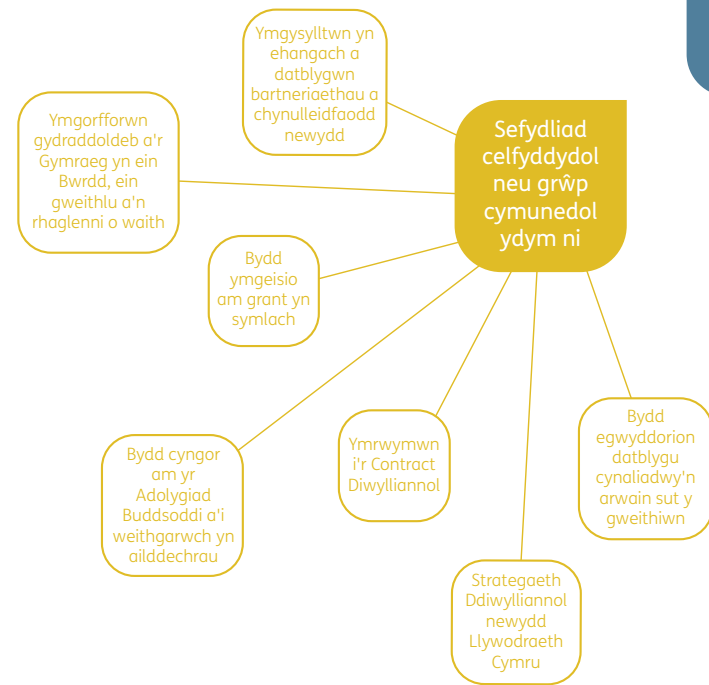 Ymgysylltwn yn
ehangach a
datblygwn
bartneriaethau a
chynulleidfaodd
newydd
Ymgorfforwn
gydraddoldeb a'r
Gymraeg yn ein
Bwrdd, ein
gweithlu a'n
rhaglenni o waith
Sefydliad
celfyddydol
neu grŵp
cymunedol
ydym ni
Bydd
ymgeisio
am grant yn
symlach
Bydd cyngor
am yr
Adolygiad
Buddsoddi a'i
weithgarwch yn
ailddechrau
Ymrwymwn
i'r Contract
Diwylliannol
Bydd
egwyddorion
datblygu
cynaliadwy'n
arwain sut y
gweithiwn
Strategaeth
Ddiwylliannol
newydd
Llywodraeth
Cymru